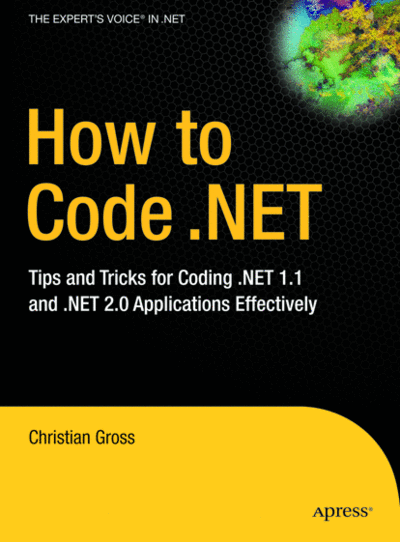 THE EXPERT'S VOICE® IN .NET
How to
Code .NET
Tips and Tricks for Coding .NET 1.1
and .NET 2.0 Applications Effectively
Christian Gross
Apress®